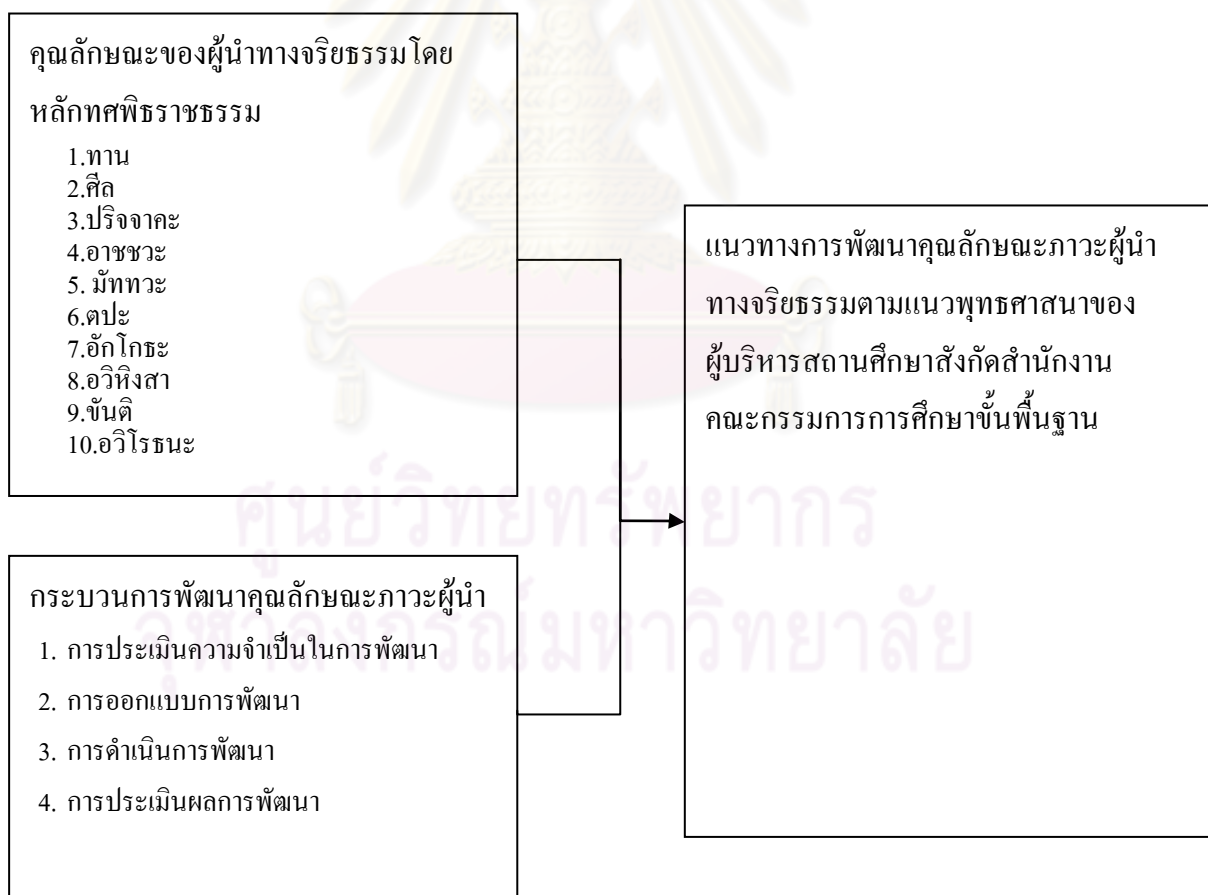 คุณลักษณะของผู้นำทางจริยธรรมโดย
หลักทศพิธราชธรรม
1.ทาน
2.ศีล
3.ปริจจาคะ
4.อาชชวะ
5. มัททวะ
6.ตปะ
7.อักโกธะ
8.อวิหิงสา
9.ขันติ
10.อวิโรธนะ
แนวทางการพัฒนาคุณลักษณะภาวะผู้นำ
ทางจริยธรรมตามแนวพุทธศาสนาของ
ผู้บริหารสถานศึกษาสังกัดสำนักงาน
คณะกรรมการการศึกษาขั้นพื้นฐาน
กระบวนการพัฒนาคุณลักษณะภาวะผู้นำ
1. การประเมินความจำเป็นในการพัฒนา
2. การออกแบบการพัฒนา
3. การดำเนินการพัฒนา
4. การประเมินผลการพัฒนา
ศูนย์วิทยทรัพยากร
จุฬาลงกรณ์มหาวิทยาลัย